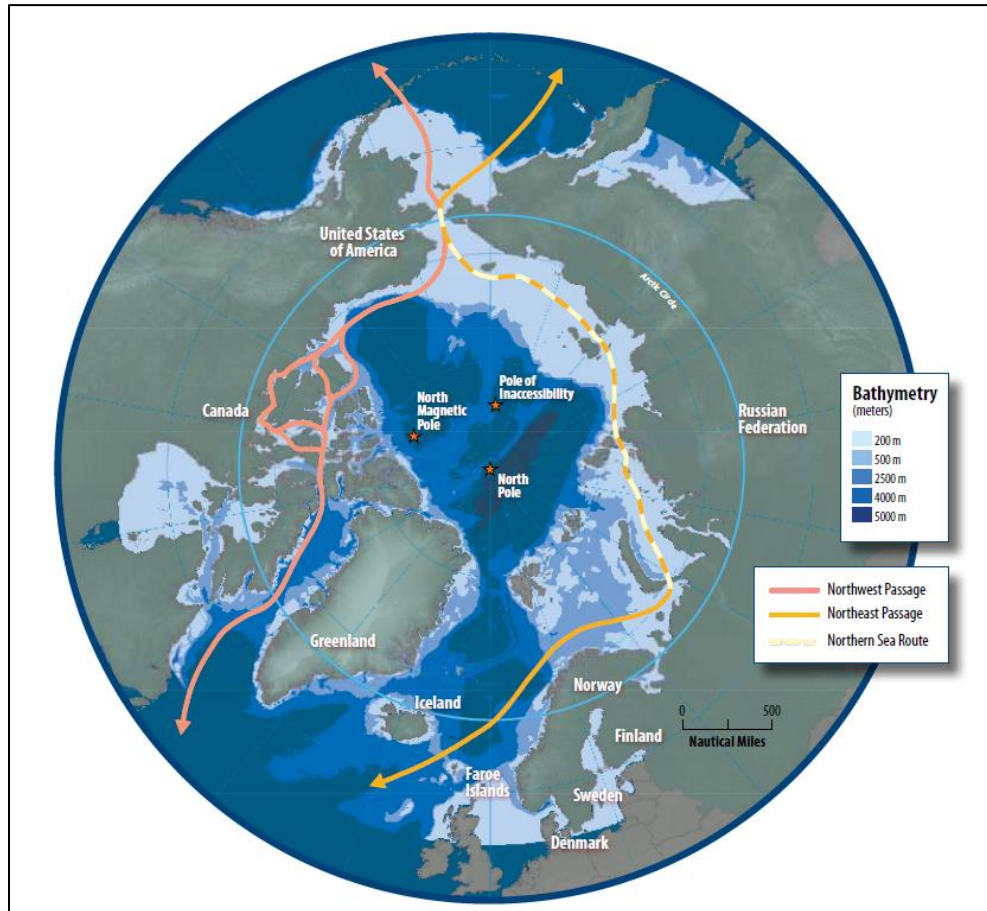 United States
of America
Arctic Circle
Pole of
Inaccessibility
North
Magnetic
Pole
Canada
Russian
Federation
North
Pole
Greenland
Iceland
Norway
Finland
Faroe
Islands
Sweden
Denmark
0
500
Nautical Miles
Bathymetry
(meters)
200 m
500 m
2500 m
4000 m
5000 m
Northwest Passage
Northeast Passage
Northern Sea Route